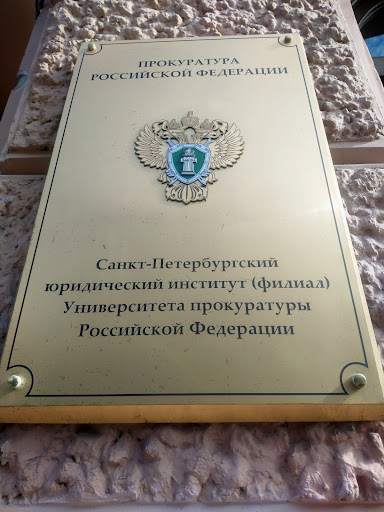 ПРОКУРАТУРА
РОССИЙСКОЙ ФЕДЕРАЦИИ
Санкт-Петербургский
юридический институт (филиал)
Университета прокуратуры
Российской Федерации